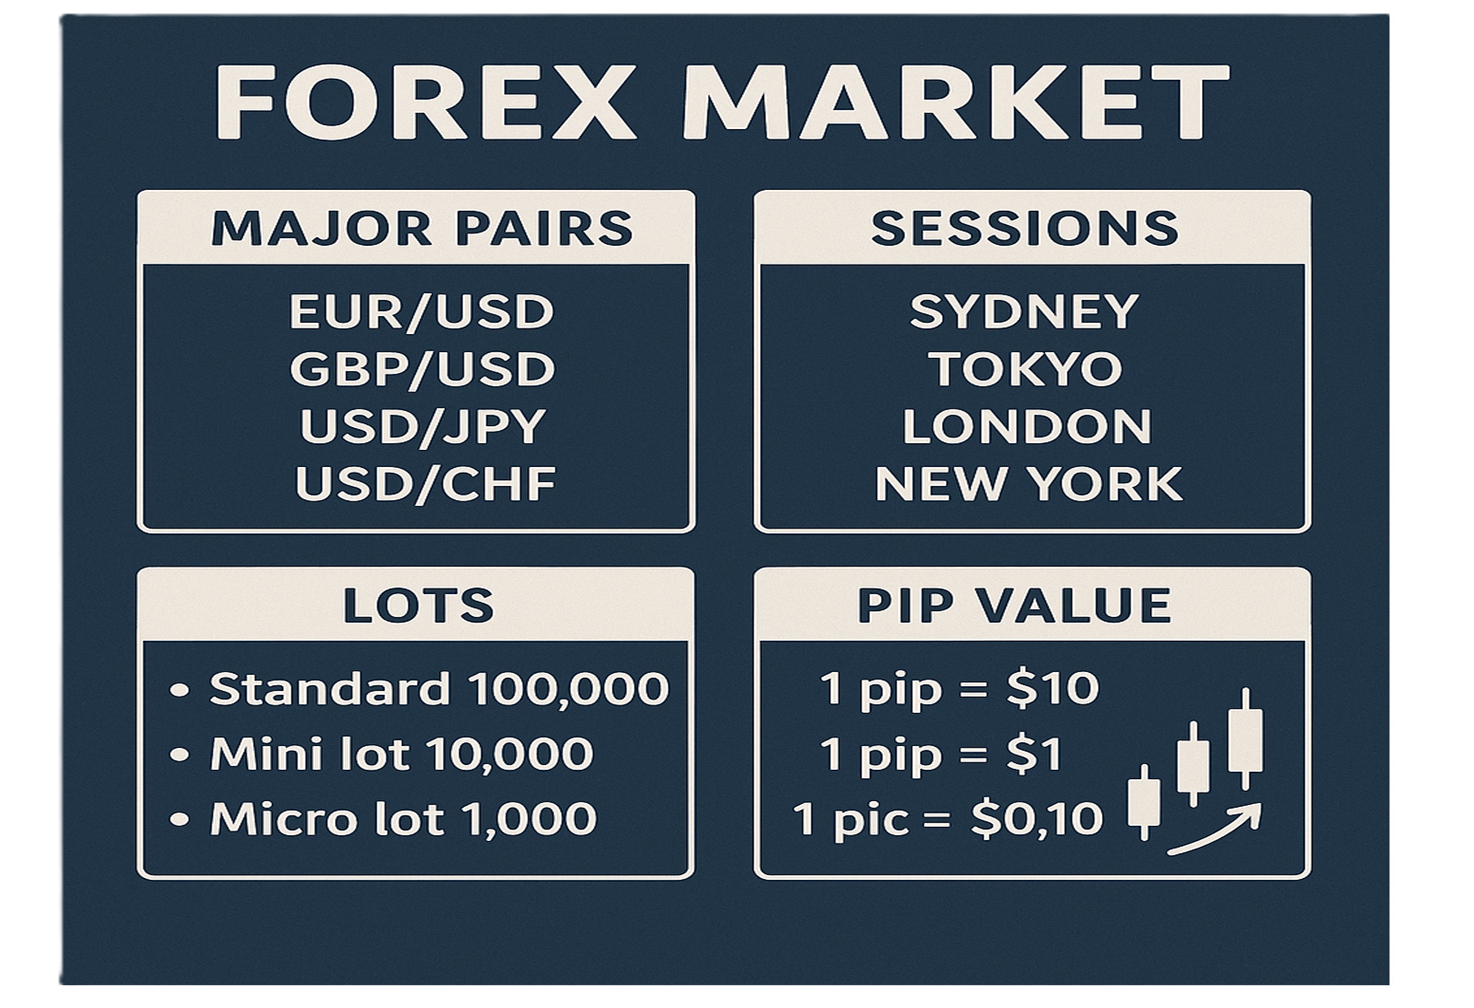 FOREX MARKET
MAJOR PAIRS
EUR/USD
GBP/USD
USD/JPY
USD/CHF
SESSIONS
SYDNEY
TOKYO
LONDON
NEW YORK
LOTS
• Standard 100,000
• Mini lot 10,000
• Micro lot 1,000
PIP VALUE
1 pip = $10
1 pip = $1
1 pic = $0,10